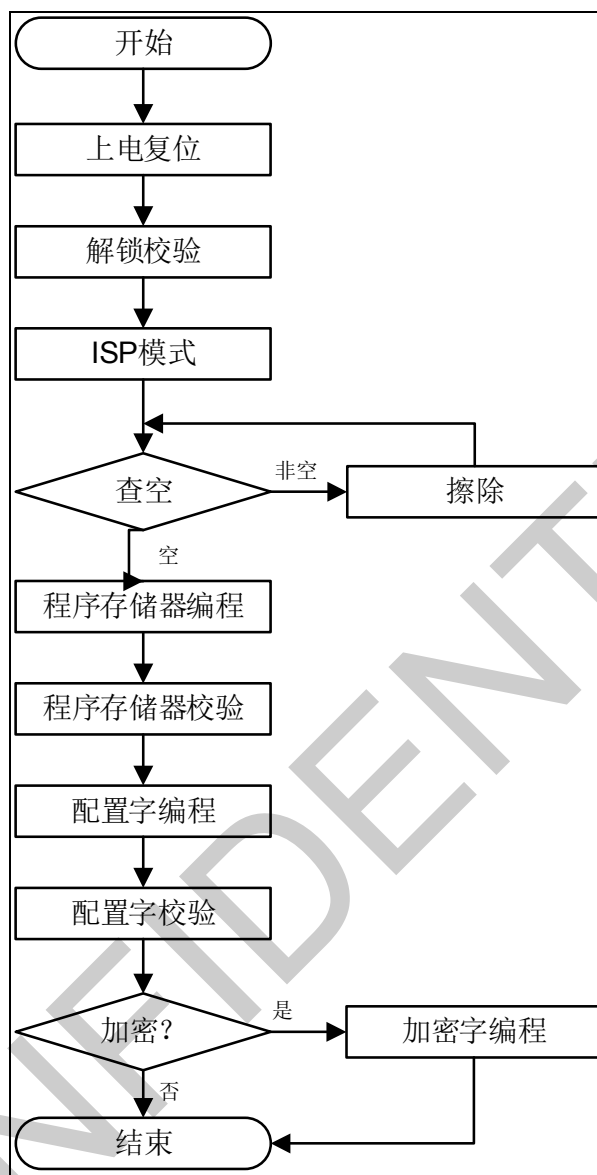 开始
上电复位
解锁校验
ISP模式
查空
非空
擦除
空
程序存储器编程
程序存储器校验
配置字编程
配置字校验
加密?
是
加密字编程
否
结束
NFIDENT